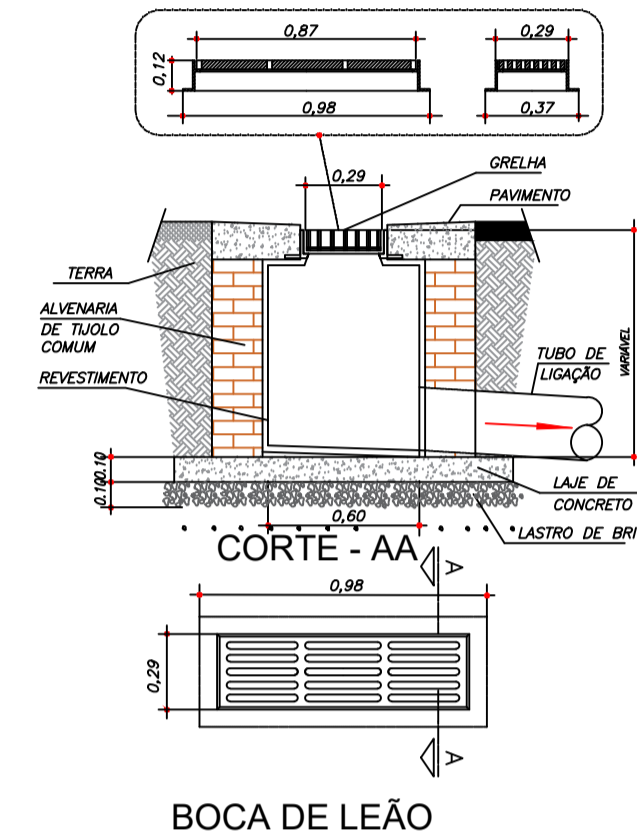 0,87
0,29
0,12
0,98
0,37
0,29
GRELHA
PAVIMENTO
TERRA
ALVENARIA
DE TIJOLO
COMUM
REVESTIMENTO
VARIÁVEL
TUBO DE
LIGAÇÃO
0.10
0.10
LAJE DE
CONCRETO
0,60
LASTRO DE BRI
CORTE - AA
A
0,98
0,29
A
BOCA DE LEÃO